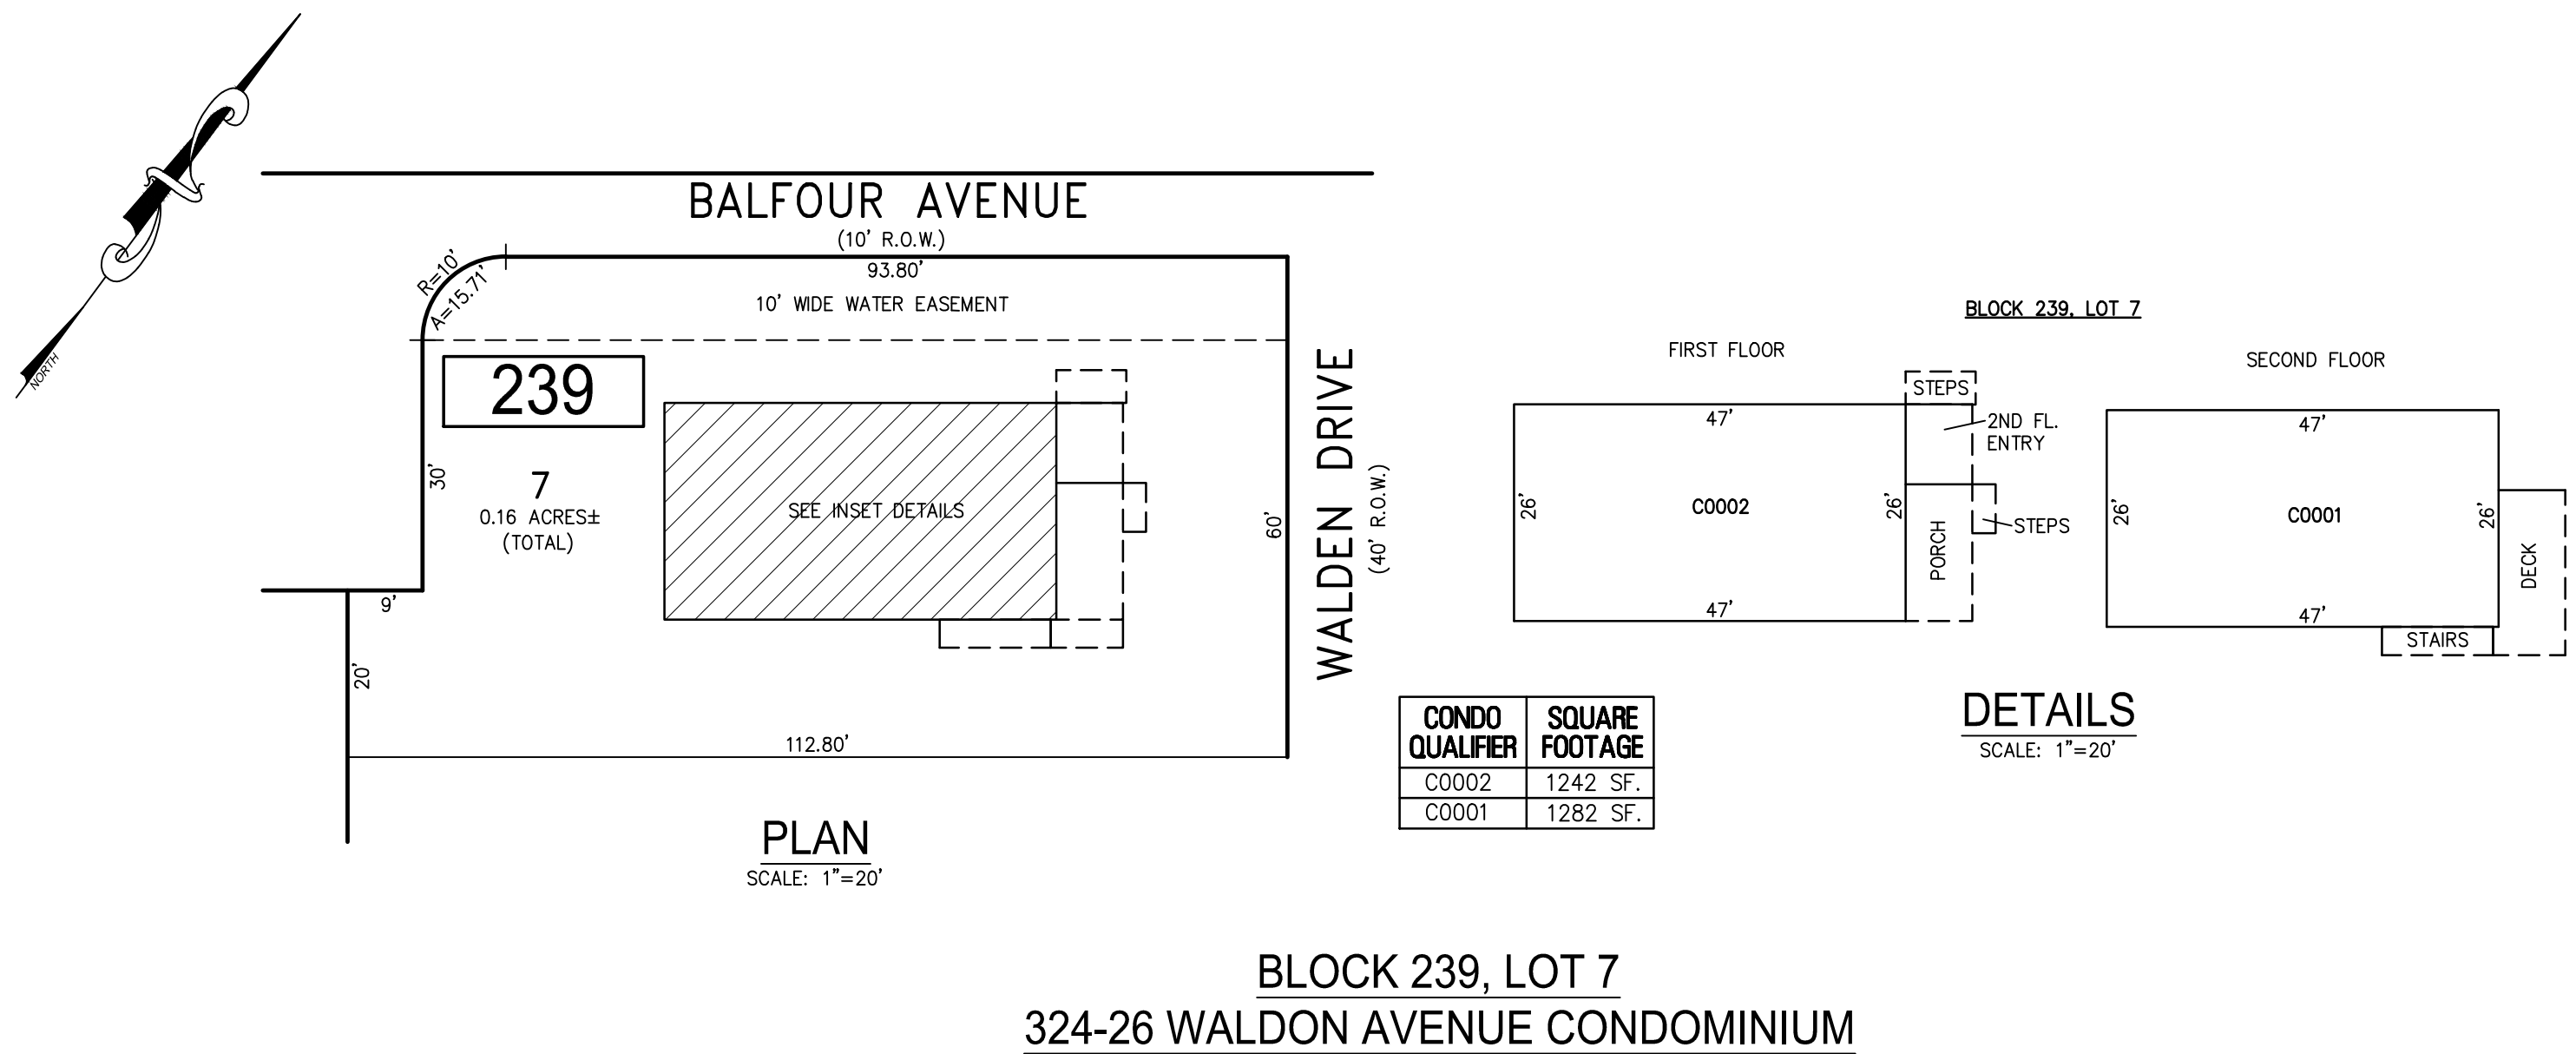 NORTH
BALFOUR AVENUE
(10' R.O.W.)
93.80'
R=10'
A=15.71'
10' WIDE WATER EASEMENT
239
30'
7
0.16 ACRES±
(TOTAL)
SEE INSET DETAILS
9'
20'
60'
WALDEN DRIVE
(40' R.O.W.)
112.80'
PLAN
SCALE: 1"=20'
BLOCK 239, LOT 7
FIRST FLOOR
STEPS
47'
2ND FL.
ENTRY
26'
C0002
26'
STEPS
PORCH
47'
SECOND FLOOR
47'
26'
C0001
26'
DECK
47'
STAIRS
CONDO QUALIFIER SQUARE FOOTAGE
C0002 1242 SF.
C0001 1282 SF.
DETAILS
SCALE: 1"=20'
BLOCK 239, LOT 7
324-26 WALDON AVENUE CONDOMINIUM